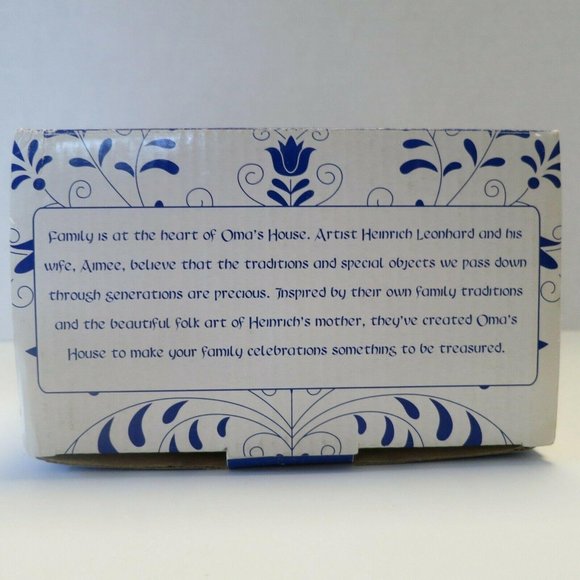 Family is at the heart of Oma's House. Artist Heinrich Leonhard and his
wife, Aimee, believe that the traditions and special objects we pass down
through generations are precious. Inspired by their own family traditions
and the beautiful folk art of Heinrich's mother, they've created Oma's
House to make your family celebrations something to be treasured.